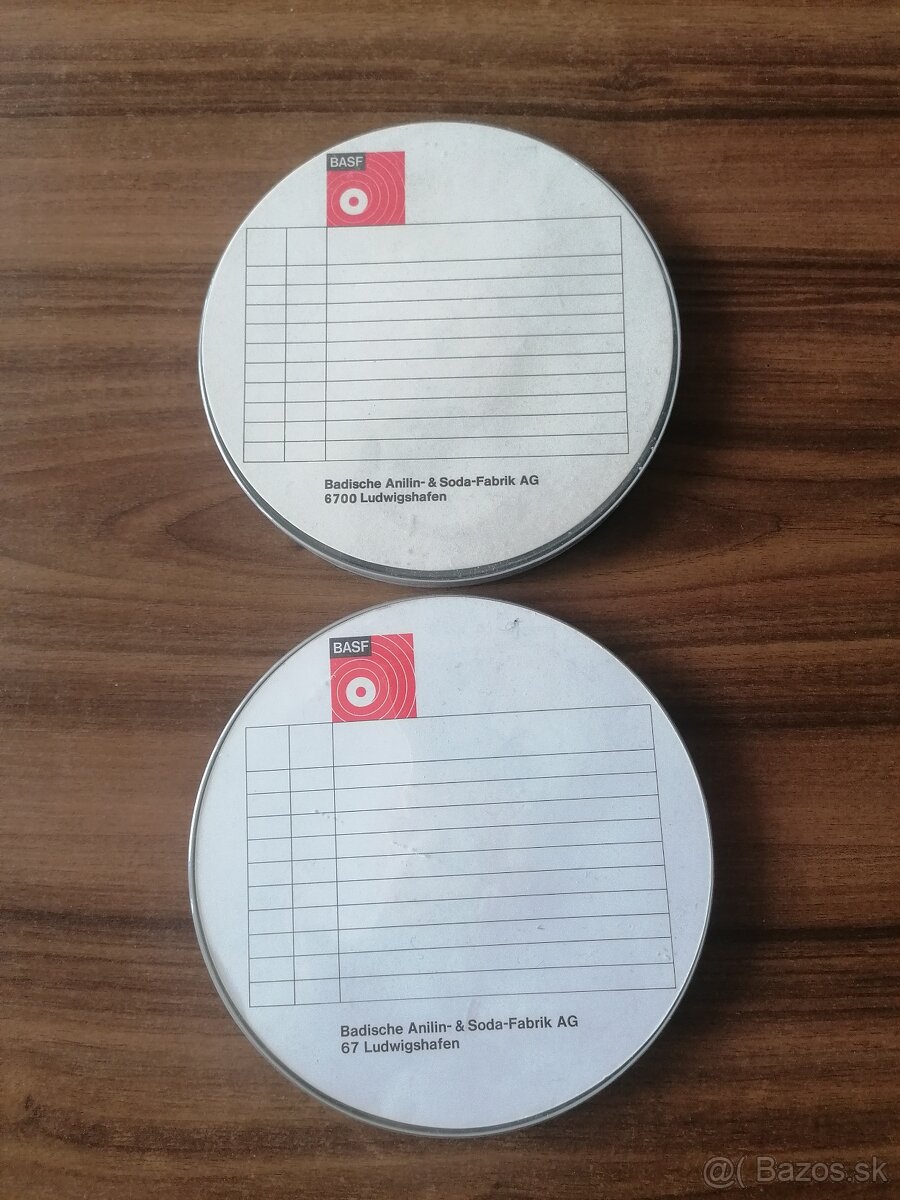 BASF
Badische Anilin- & Soda-Fabrik AG
6700 Ludwigshafen
BASF
Badische Anilin- & Soda-Fabrik AG
67 Ludwigshafen
@( Bazos.sk